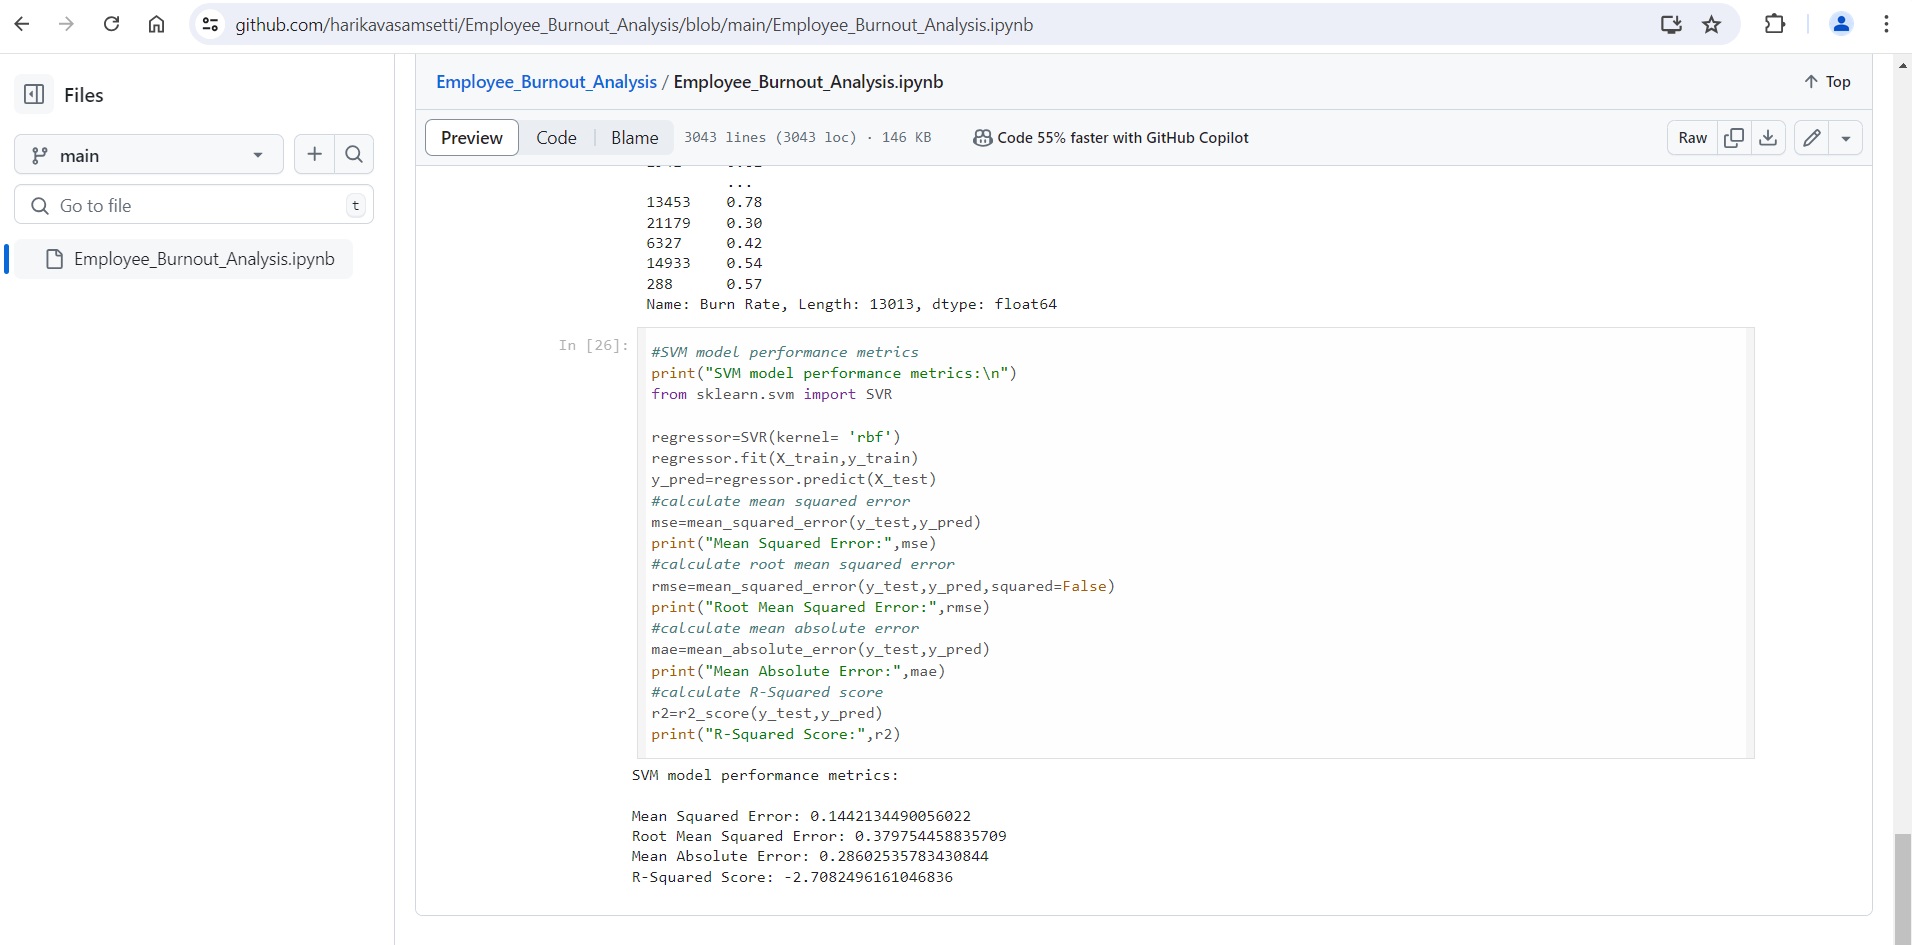 github.com/harikavasamsetti/Employee_Burnout_Analysis/blob/main/Employee_Burnout_Analysis.ipynb
Files
main
Go to file
t
Employee_Burnout_Analysis.ipynb
Employee_Burnout_Analysis / Employee_Burnout_Analysis.ipynb
Top
Preview Code Blame 3043 lines (3043 loc) · 146 KB Code 55% faster with GitHub Copilot Raw
...
13453 0.78
21179 0.30
6327 0.42
14933 0.54
288 0.57
Name: Burn Rate, Length: 13013, dtype: float64
In [26]:
#SVM model performance metrics
print("SVM model performance metrics:\n")
from sklearn.svm import SVR
regressor=SVR(kernel= 'rbf')
regressor.fit(X_train,y_train)
y_pred=regressor.predict(X_test)
#calculate mean squared error
mse=mean_squared_error(y_test,y_pred)
print("Mean Squared Error:",mse)
#calculate root mean squared error
rmse=mean_squared_error(y_test,y_pred,squared=False)
print("Root Mean Squared Error:",rmse)
#calculate mean absolute error
mae=mean_absolute_error(y_test,y_pred)
print("Mean Absolute Error:",mae)
#calculate R-Squared score
r2=r2_score(y_test,y_pred)
print("R-Squared Score:",r2)
SVM model performance metrics:
Mean Squared Error: 0.1442134490056022
Root Mean Squared Error: 0.379754458835709
Mean Absolute Error: 0.28602535783430844
R-Squared Score: -2.7082496161046836